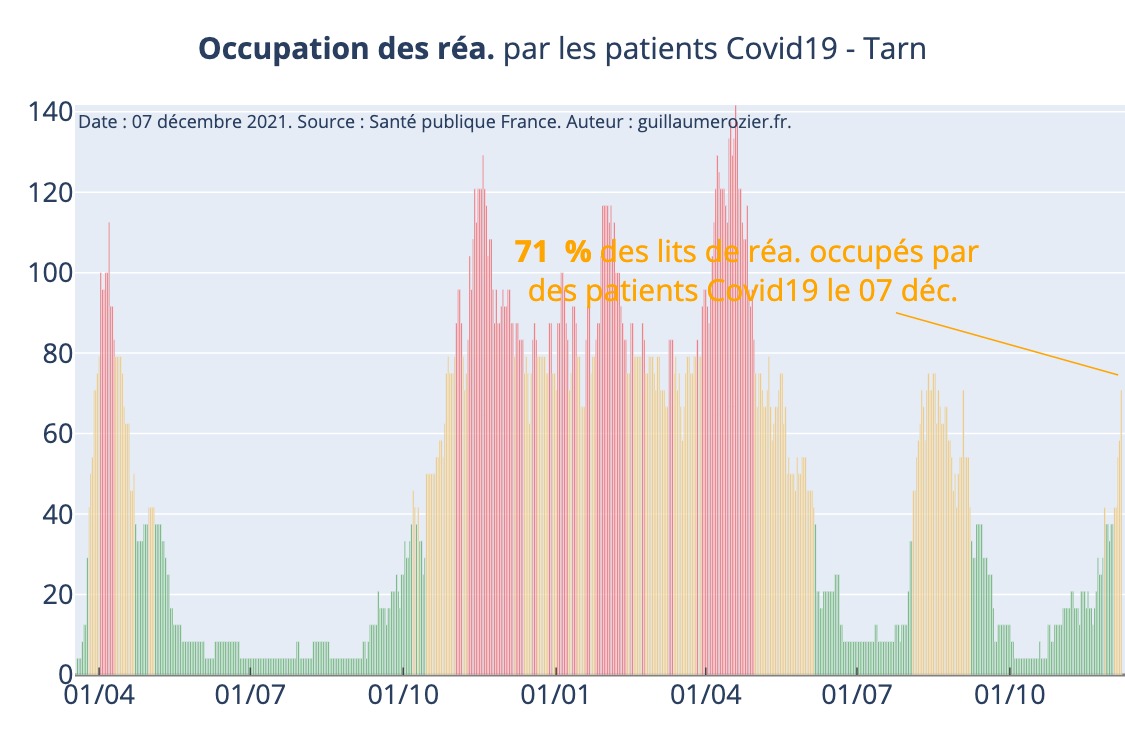 Occupation des réa. par les patients Covid19 - Tarn
140
Date : 07 décembre 2021. Source : Santé publique France. Auteur : guillaumerozier.fr.
120
71 % des lits de réa. occupés par
des patients Covid19 le 07 déc.
100
80
60
40
20
0
01/04 01/07 01/10 01/01 01/04 01/07 01/10